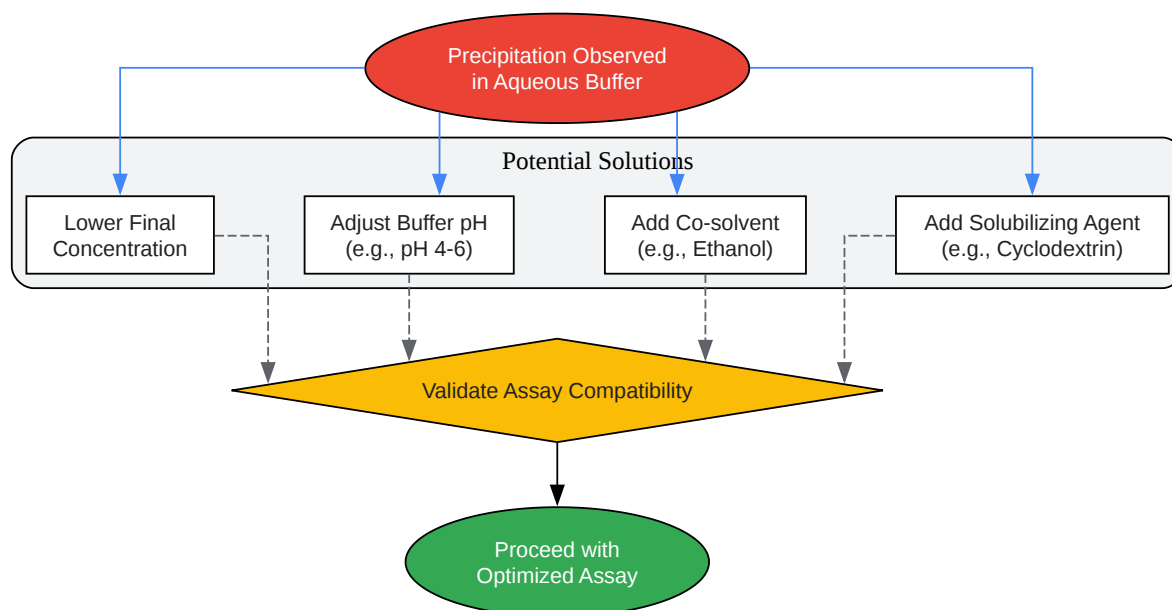 Precipitation Observed
in Aqueous Buffer
Potential Solutions
Lower Final
Concentration
Adjust Buffer pH
(e.g., pH 4-6)
Add Co-solvent
(e.g., Ethanol)
Add Solubilizing Agent
(e.g., Cyclodextrin)
Validate Assay Compatibility
Proceed with
Optimized Assay